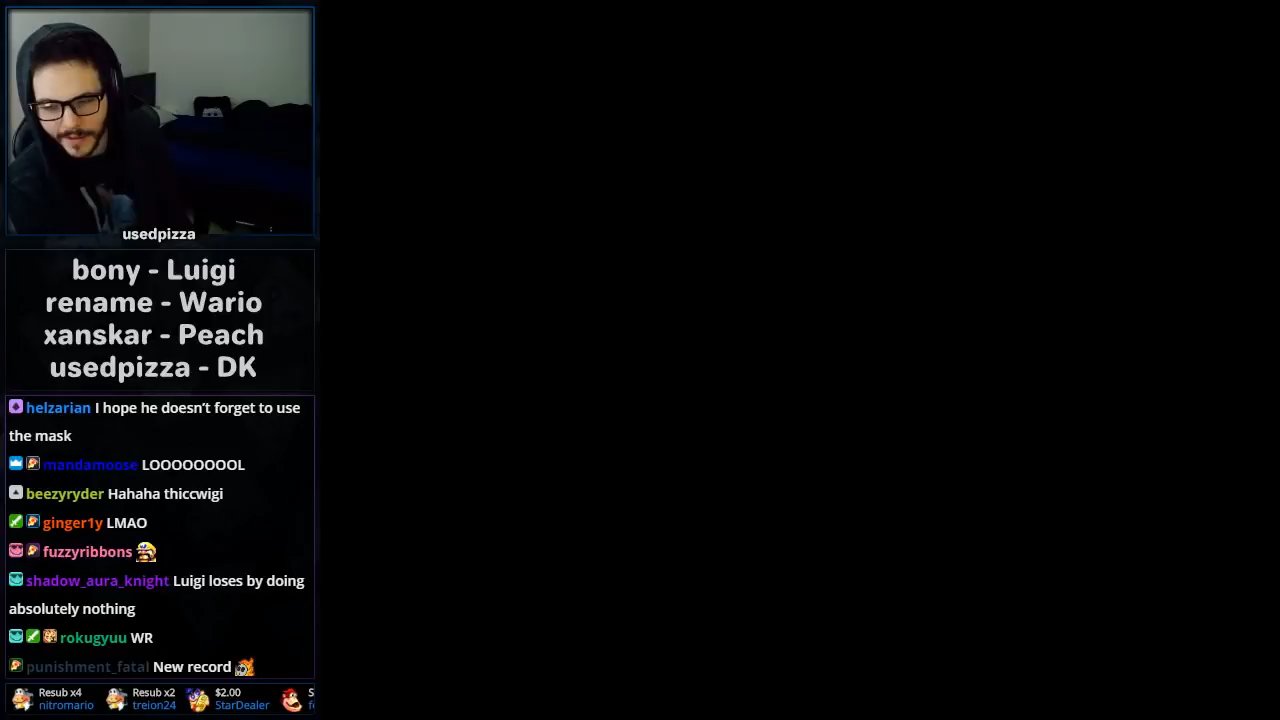 usedpizza
bony - Luigi
rename - Wario
xanskar - Peach
usedpizza - DK
helzarian I hope he doesn't forget to use
the mask
mandamoose LOOOOOOOOL
beezyryder Hahaha thiccwigi
ginger1y LMAO
fuzzyribbons
shadow_aura_knight Luigi loses by doing
absolutely nothing
rokugyuu WR
punishment_fatal New record
Resub x4
nitromario
Resub x2
treion24
$2.00
StarDealer